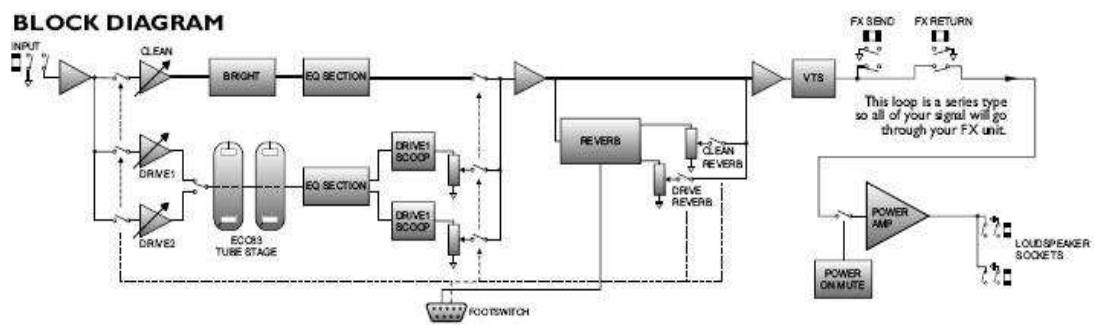 BLOCK DIAGRAM
INPUT
CLEAN
BRIGHT
EQ SECTION
DRIVE1
DRIVE2
ECC83
TUBE STAGE
EQ SECTION
DRIVE1
SCOOP
DRIVE1
SCOOP
REVERB
CLEAN
REVERB
DRIVE
REVERB
FOOTSWITCH
VTS
FX SEND
FX RETURN
This loop is a series type
so all of your signal will go
through your FX unit.
POWER
AMP
POWER
ON MUTE
LOUDSPEAKER
SOCKETS